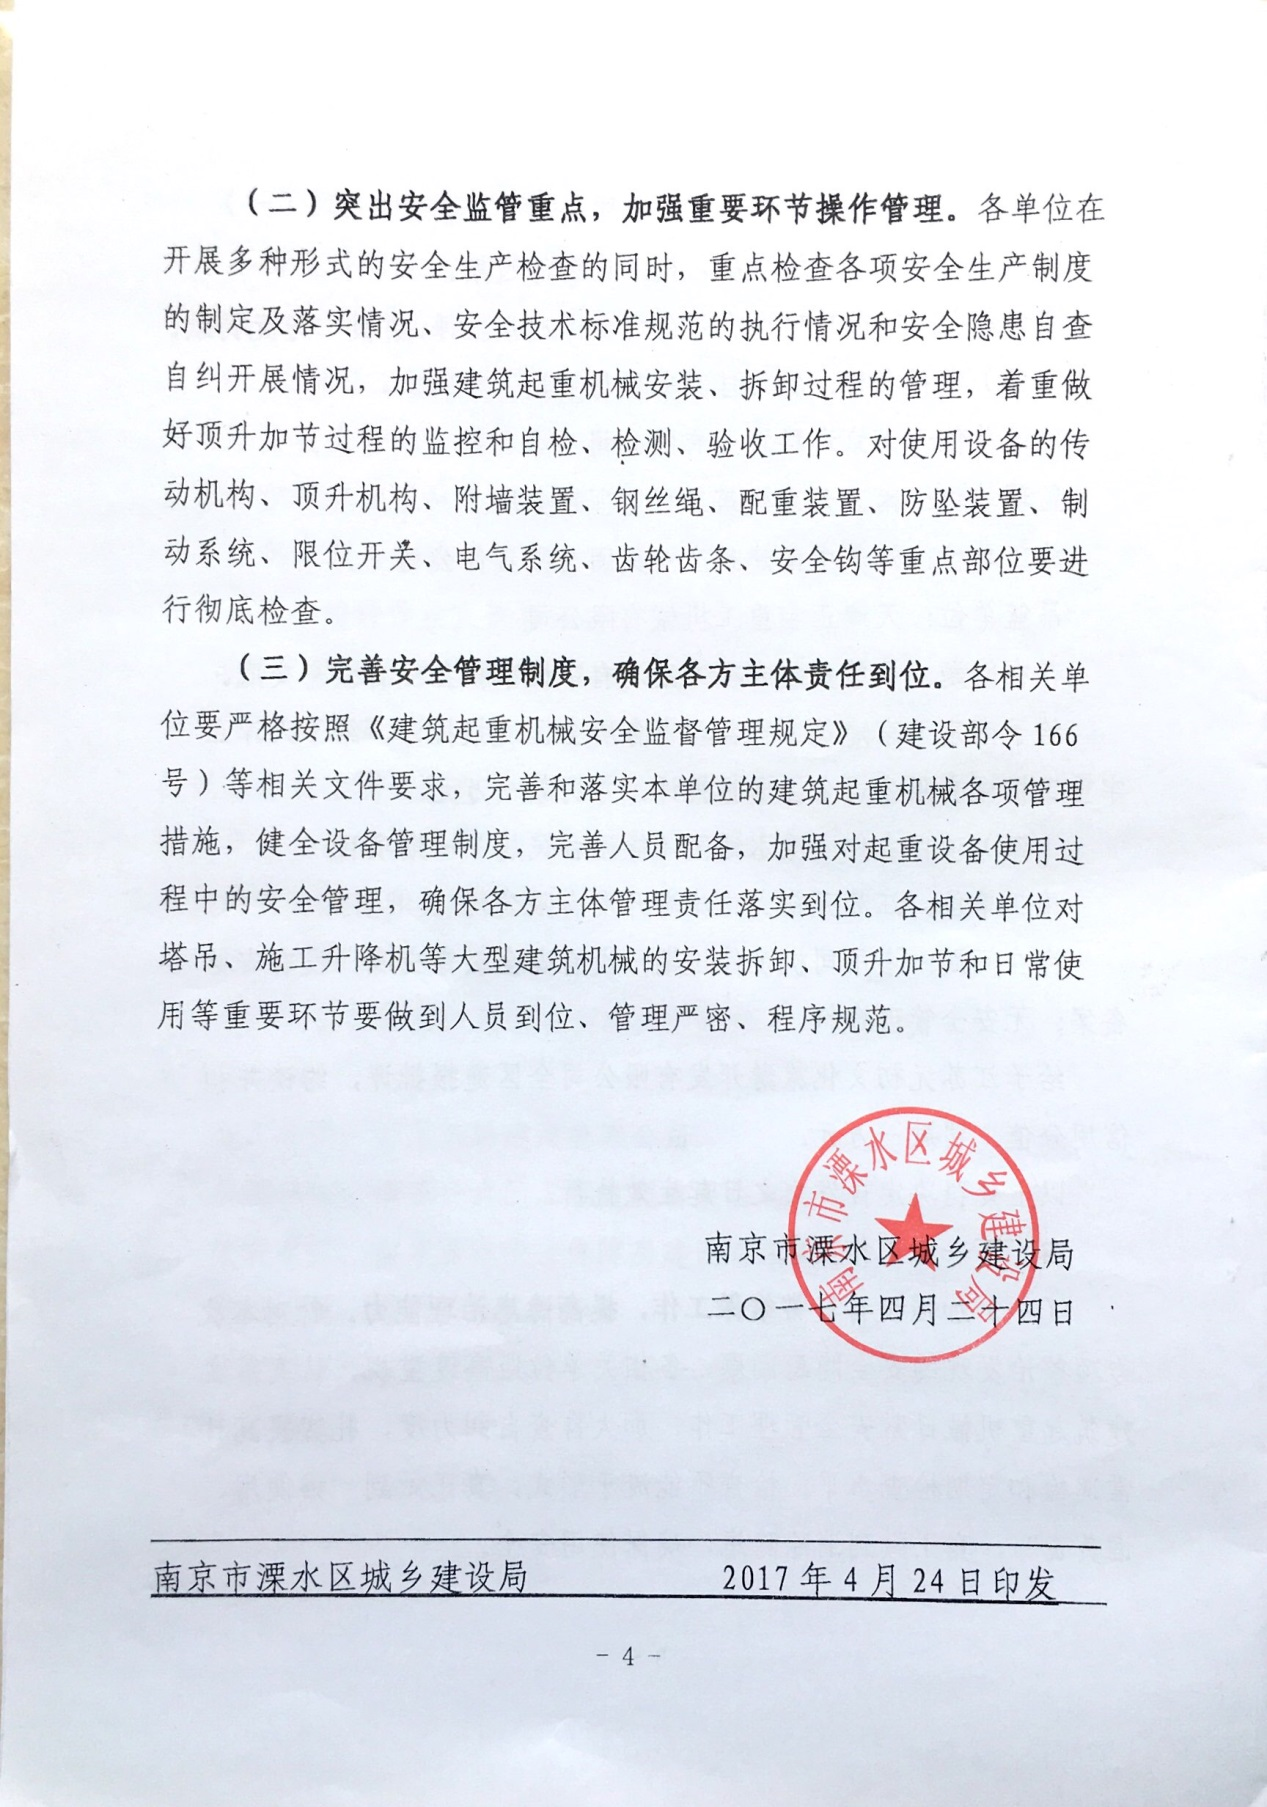 （二）突出安全监管重点，加强重要环节操作管理。各单位在
开展多种形式的安全生产检查的同时，重点检查各项安全生产制度
的制定及落实情况、安全技术标准规范的执行情况和安全隐患自查
自纠开展情况，加强建筑起重机械安装、拆卸过程的管理，着重做
好顶升加节过程的监控和自检、检测、验收工作。对使用设备的传
动机构、顶升机构、附墙装置、钢丝绳、配重装置、防坠装置、制
动系统、限位开关、电气系统、齿轮齿条、安全钩等重点部位要进
行彻底检查。
（三）完善安全管理制度，确保各方主体责任到位。各相关单
位要严格按照《建筑起重机械安全监督管理规定》（建设部令 166
号）等相关文件要求，完善和落实本单位的建筑起重机械各项管理
措施，健全设备管理制度，完善人员配备，加强对起重设备使用过
程中的安全管理，确保各方主体管理责任落实到位。各相关单位对
塔吊、施工升降机等大型建筑机械的安装拆卸、顶升加节和日常使
用等重要环节要做到人员到位、管理严密、程序规范。
南京市溧水区城乡建设局
南京市溧水区城乡建设局
二〇一七年四月二十四日
南京市溧水区城乡建设局 2017 年 4 月 24 日印发
- 4 -